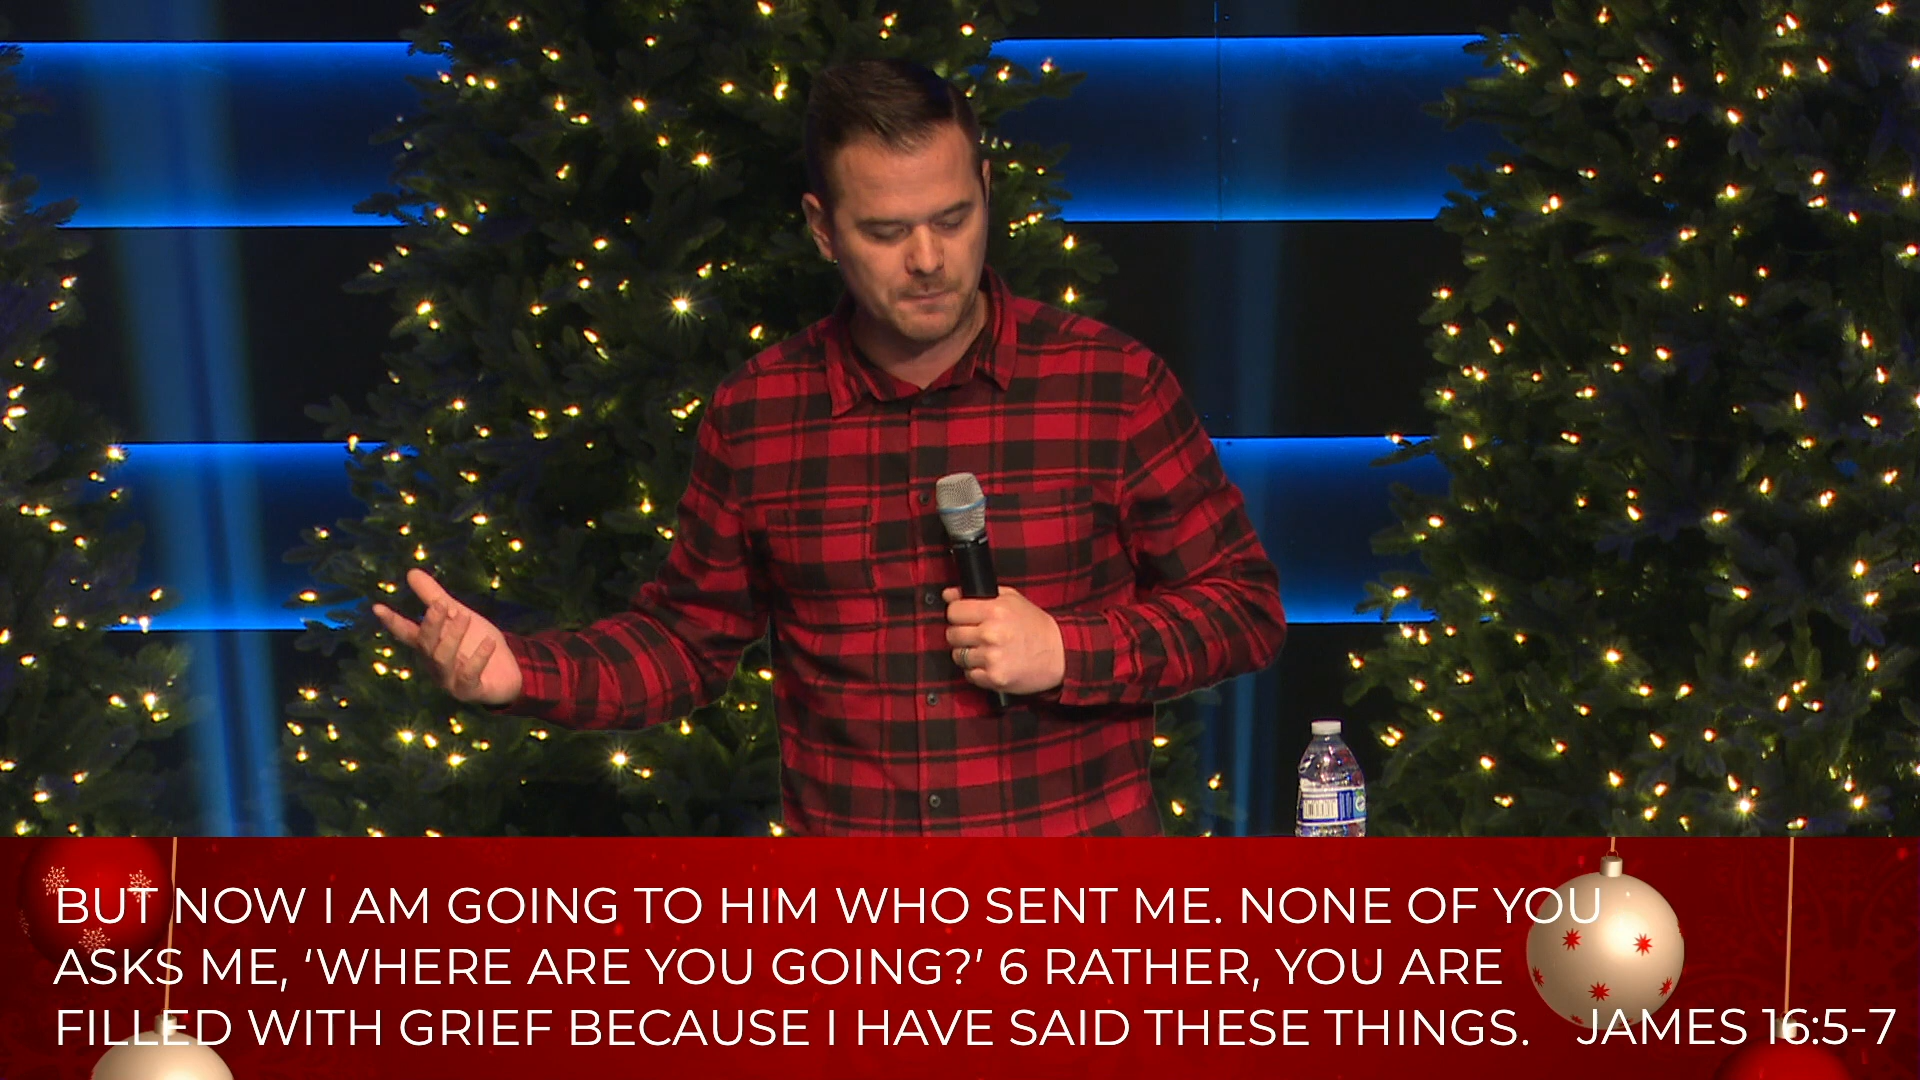 BUT NOW I AM GOING TO HIM WHO SENT ME. NONE OF YOU
ASKS ME, ‘WHERE ARE YOU GOING?’ 6 RATHER, YOU ARE
FILLED WITH GRIEF BECAUSE I HAVE SAID THESE THINGS.
JAMES 16:5-7